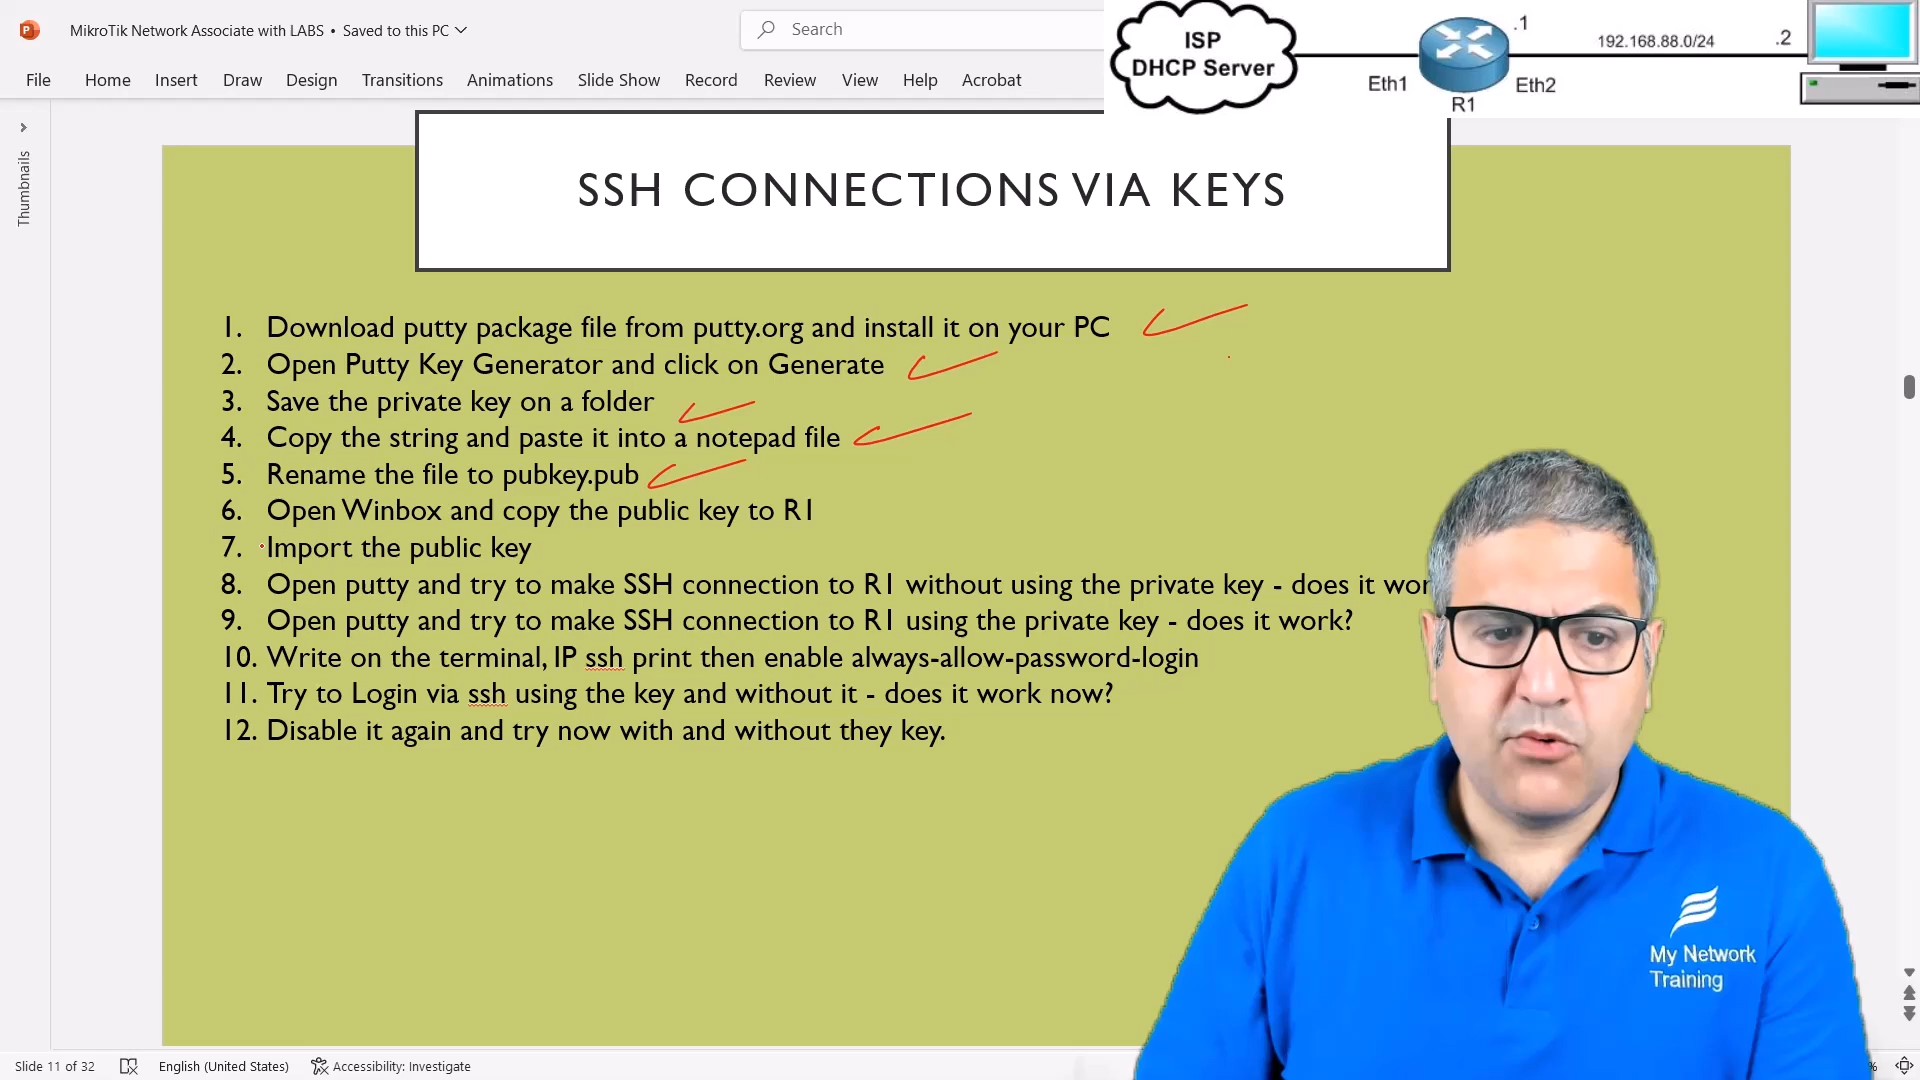 MikroTik Network Associate with LABS • Saved to this PC
Search
File Home Insert Draw Design Transitions Animations Slide Show Record Review View Help Acrobat
ISP
DHCP Server
Eth1
R1
.1
Eth2
192.168.88.0/24
.2
Thumbnails
SSH CONNECTIONS VIA KEYS
1. Download putty package file from putty.org and install it on your PC
2. Open Putty Key Generator and click on Generate
3. Save the private key on a folder
4. Copy the string and paste it into a notepad file
5. Rename the file to pubkey.pub
6. Open Winbox and copy the public key to R1
7. Import the public key
8. Open putty and try to make SSH connection to R1 without using the private key - does it wor
9. Open putty and try to make SSH connection to R1 using the private key - does it work?
10. Write on the terminal, IP ssh print then enable always-allow-password-login
11. Try to Login via ssh using the key and without it - does it work now?
12. Disable it again and try now with and without they key.
My Network
Training
Slide 11 of 32 English (United States) Accessibility: Investigate %